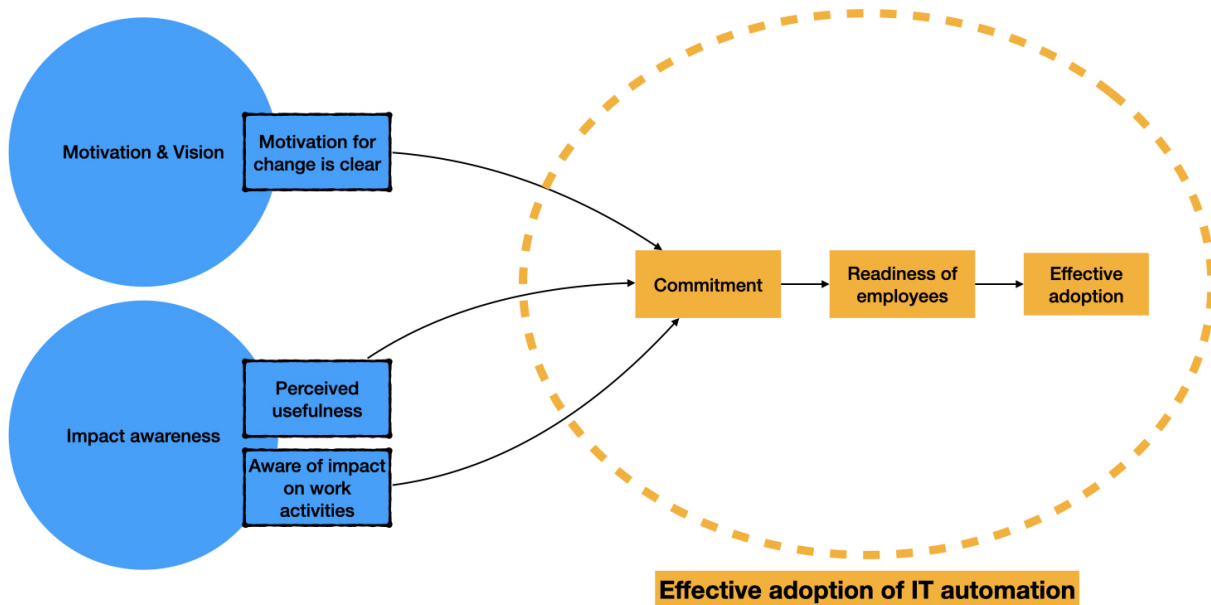 Motivation & Vision
Motivation for
change is clear
Commitment
Readiness of
employees
Effective
adoption
Impact awareness
Perceived
usefulness
Aware of impact
on work
activities
Effective adoption of IT automation